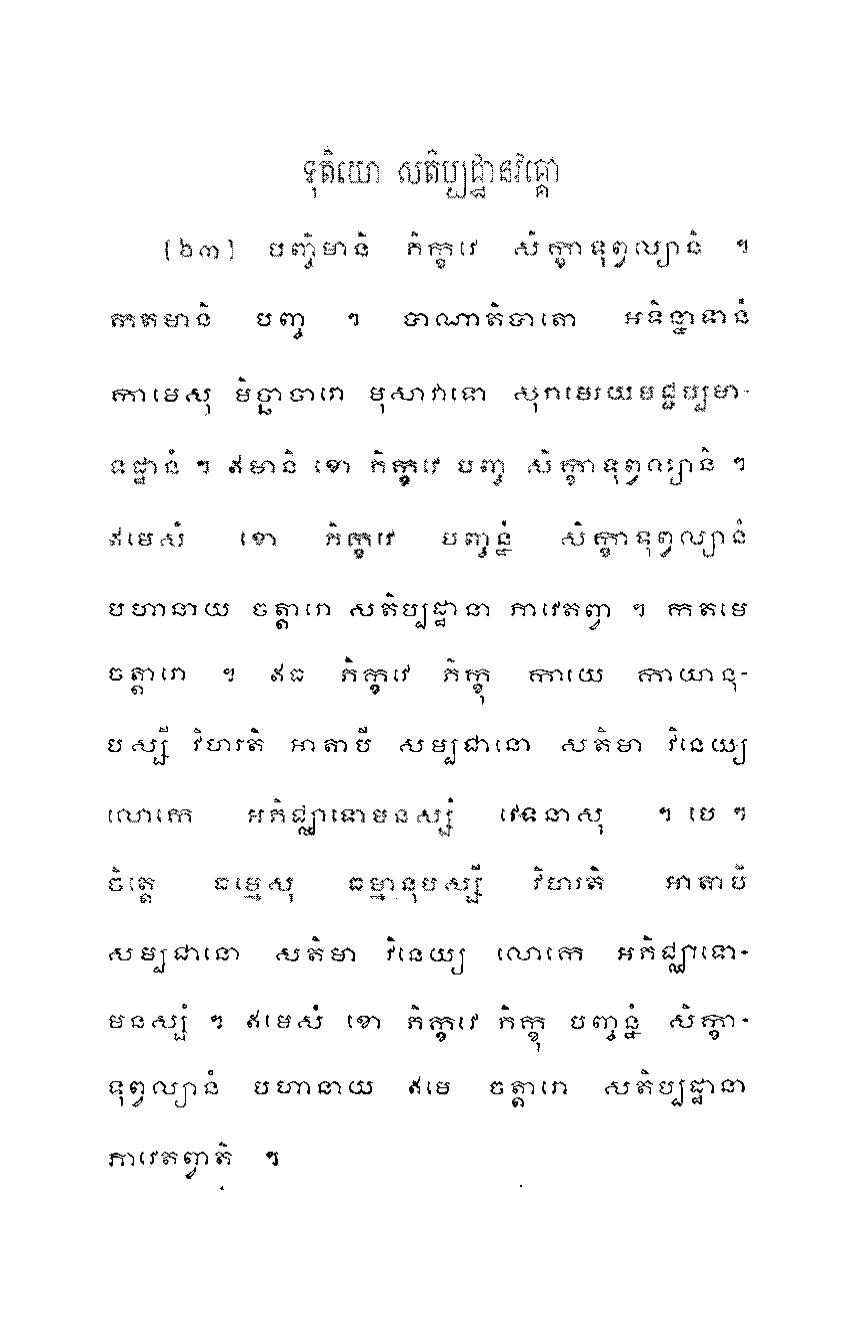 ទុតិយោ សតិប្បដ្ឋានវគ្គោ
[៦៣] បញ្ចិមានិ ភិក្ខវេ សិក្ខាទុព្វល្យានិ ។
កតមានិ បញ្ច ។ បាណាតិបាតោ អទិន្នាទានំ
កាមេសុ មិច្ឆាចារោ មុសាវាទោ សុរាមេរយមជ្ជប្បមា-
ទដ្ឋានំ ។ ឥមានិ ខោ ភិក្ខវេ បញ្ច សិក្ខាទុព្វល្យានិ ។
ឥមេសំ ខោ ភិក្ខវេ បញ្ចន្នំ សិក្ខាទុព្វល្យានំ
បហានាយ ចត្តារោ សតិប្បដ្ឋានា ភាវេតព្វា ។ កតមេ
ចត្តារោ ។ ឥធ ភិក្ខវេ ភិក្ខុ កាយេ កាយានុ-
បស្សី វិហរតិ អាតាបី សម្បជានោ សតិមា វិនេយ្យ
លោកេ អភិជ្ឈាទោមនស្សំ វេទនាសុ ។ បេ ។
ចិត្តេ ធម្មេសុ ធម្មានុបស្សី វិហរតិ អាតាបី
សម្បជានោ សតិមា វិនេយ្យ លោកេ អភិជ្ឈាទោ-
មនស្សំ ។ ឥមេសំ ខោ ភិក្ខវេ ភិក្ខុ បញ្ចន្នំ សិក្ខា-
ទុព្វល្យានំ បហានាយ ឥមេ ចត្តារោ សតិប្បដ្ឋានា
ភាវេតព្វាតិ ។